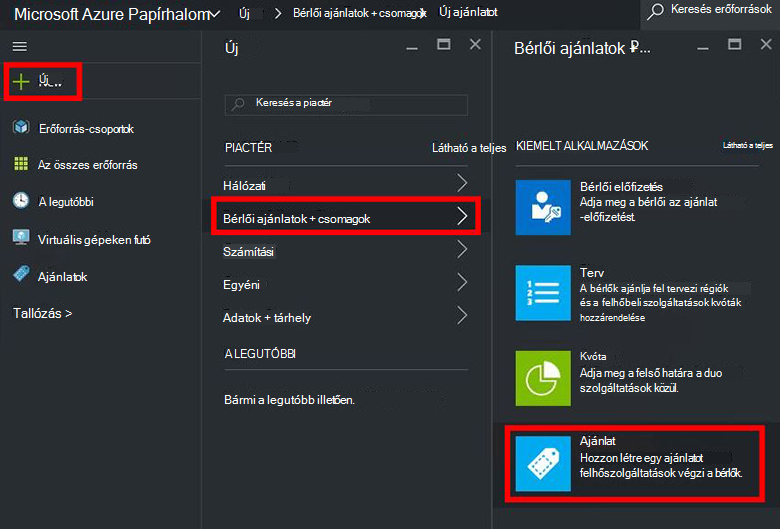 Microsoft Azure Papírhalom
Új
Bérlői ajánlatok + csomagok
Új ajánlatot
Keresés erőforrások
Új
Erőforrás-csoportok
Az összes erőforrás
A legutóbbi
Virtuális gépeken futó
Ajánlatok
Tallózás >
Új
Keresés a piactér
PIACTÉR
Látható a teljes
Hálózati
Bérlői ajánlatok + csomagok
Számítási
Egyéni
Adatok + tárhely
A LEGUTÓBBI
Bármi a legutóbb illetően.
Bérlői ajánlatok ₽...
KIEMELT ALKALMAZÁSOK
Látható a teljes
Bérlői előfizetés
Adja meg a bérlői az ajánlat
-előfizetést.
Terv
A bérlők ajánlja fel tervezi régiók
és a felhőbeli szolgáltatások kvóták
hozzárendelése
Kvóta
Adja meg a felső határa a duo
szolgáltatások közül.
Ajánlat
Hozzon létre egy ajánlatot
felhőszolgáltatások végzi a bérlők.